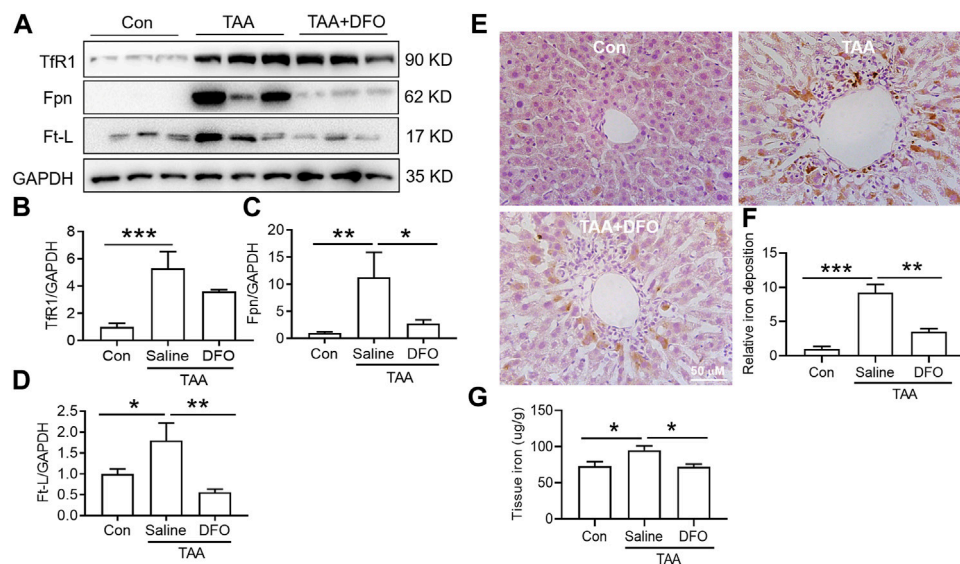 A
Con TAA TAA+DFO
TfR1 90 KD
Fpn 62 KD
Ft-L 17 KD
GAPDH 35 KD
B
TfR1/GAPDH
8
6
4
2
0
***
Con Saline DFO
TAA
C
Fpn/GAPDH
20
15
10
5
0
** *
Con Saline DFO
TAA
D
Ft-L/GAPDH
2.5
2.0
1.5
1.0
0.5
0.0
* **
Con Saline DFO
TAA
E
Con
TAA
TAA+DFO
50 µM
F
Relative iron deposition
15
10
5
0
*** **
Con Saline DFO
TAA
G
Tissue iron (ug/g)
150
100
50
0
* *
Con Saline DFO
TAA